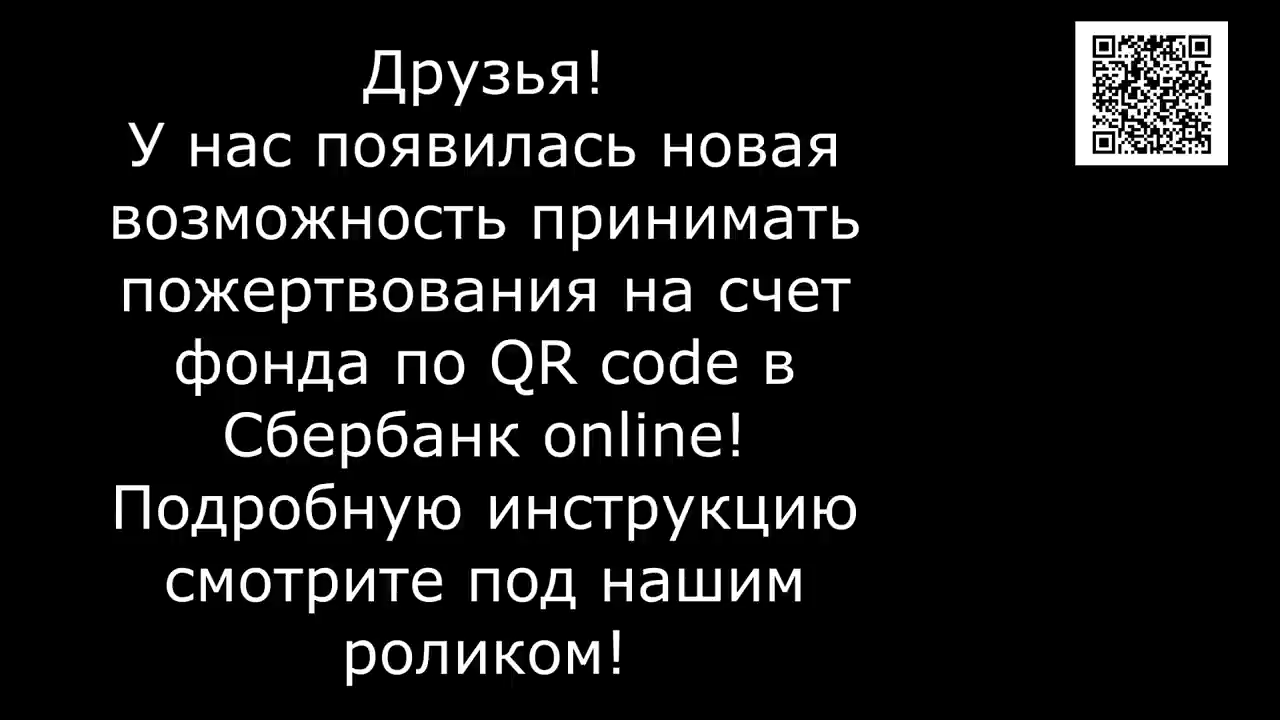 Друзья!
У нас появилась новая
возможность принимать
пожертвования на счет
фонда по QR code в
Сбербанк online!
Подробную инструкцию
смотрите под нашим
роликом!